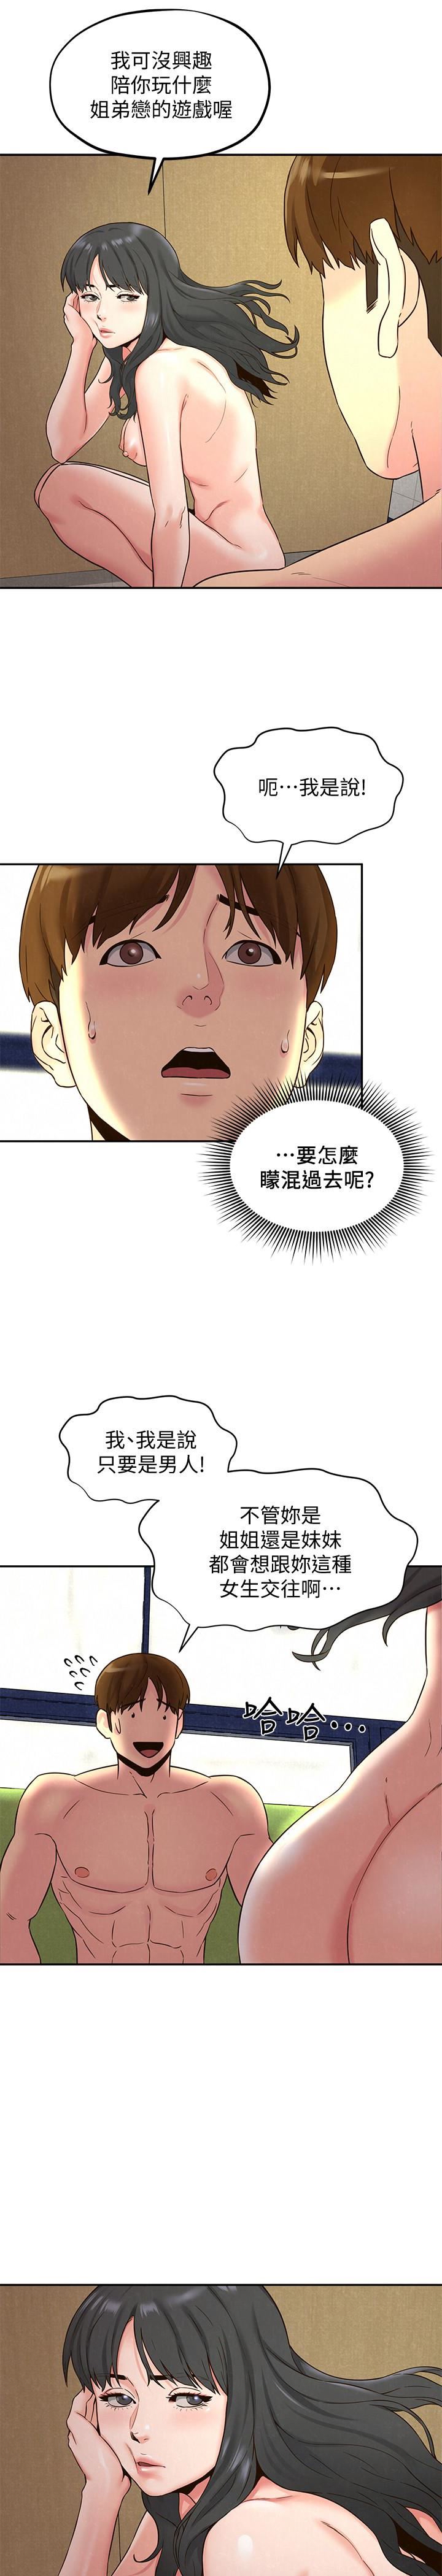 我可沒興趣
陪你玩什麼
姐弟戀的遊戲喔
呃⋯我是說!
⋯要怎麼
矇混過去呢?
我、我是說
只要是男人!
不管妳是
姐姐還是妹妹
都會想跟妳這種
女生交往啊⋯
哈哈⋯